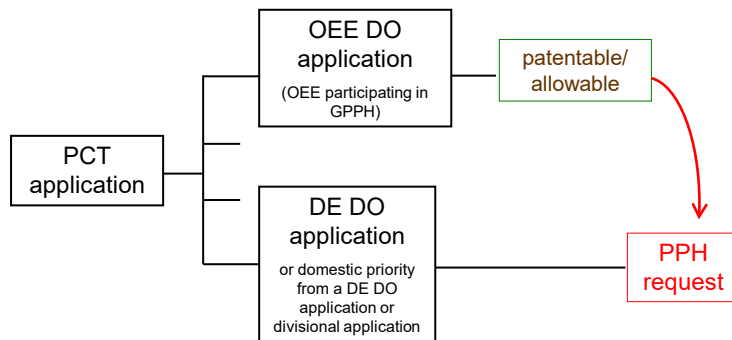 OEE DO
application
(OEE participating in
GPPH)
patentable/
allowable
PCT
application
DE DO
application
or domestic priority
from a DE DO
application or
divisional application
PPH
request